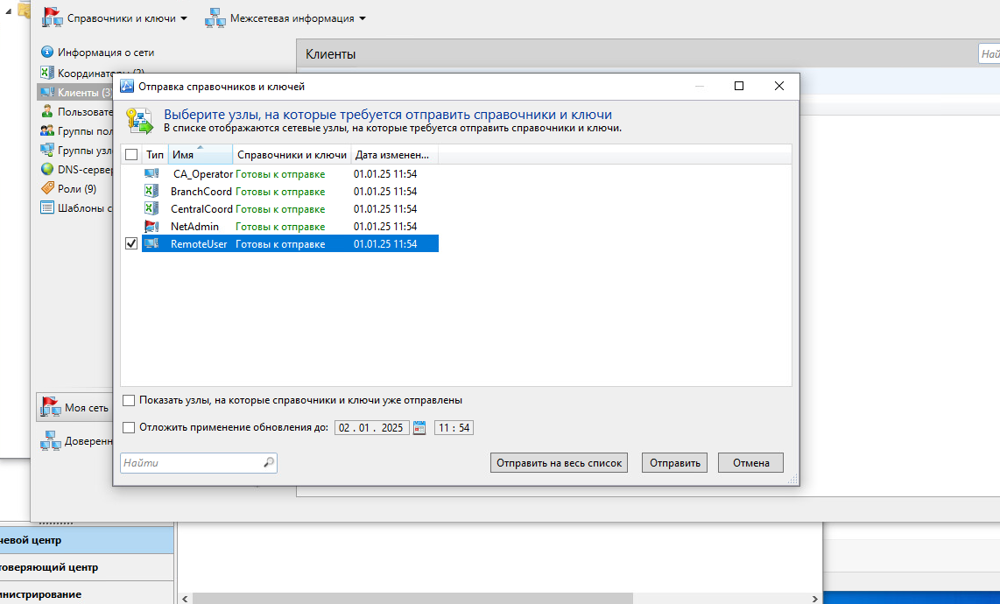 Справочники и ключи
Межсетевая информация
Информация о сети
Координаторы (2)
Клиенты (3)
Пользовате
Группы пол
Группы узл
DNS-сервер
Роли (9)
Шаблоны с
Моя сеть
Доверенн
Клиенты
Най
Отправка справочников и ключей
Выберите узлы, на которые требуется отправить справочники и ключи
В списке отображаются сетевые узлы, на которые требуется отправить справочники и ключи.
Тип Имя Справочники и ключи Дата изменен...
CA_Operator Готовы к отправке 01.01.25 11:54
BranchCoord Готовы к отправке 01.01.25 11:54
CentralCoord Готовы к отправке 01.01.25 11:54
NetAdmin Готовы к отправке 01.01.25 11:54
RemoteUser Готовы к отправке 01.01.25 11:54
Показать узлы, на которые справочники и ключи уже отправлены
Отложить применение обновления до: 02 . 01 . 2025 11 : 54
Найти
Отправить на весь список
Отправить
Отмена
чевой центр
товеряющий центр
инистрирование